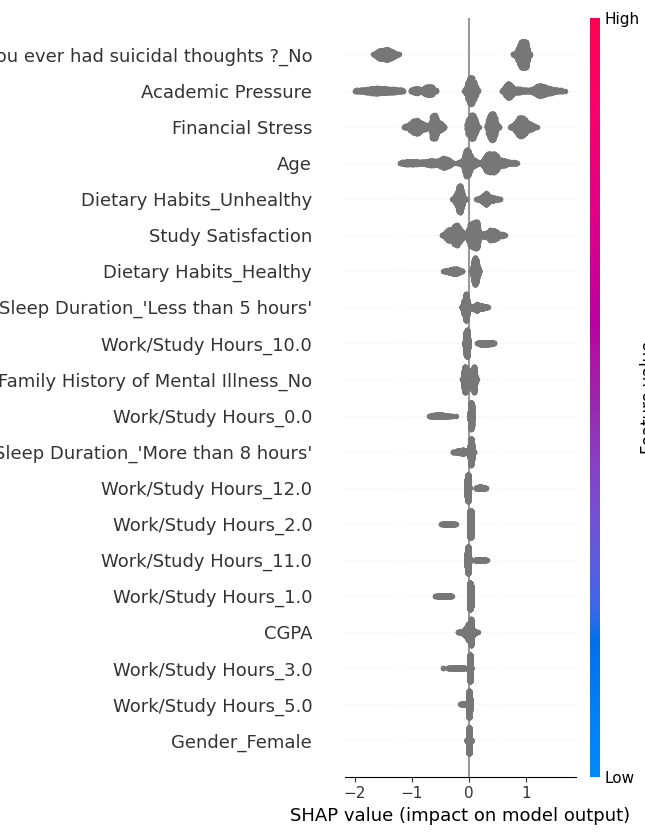 High
ou ever had suicidal thoughts ?_No
Academic Pressure
Financial Stress
Age
Dietary Habits_Unhealthy
Study Satisfaction
Dietary Habits_Healthy
Sleep Duration_'Less than 5 hours'
Work/Study Hours_10.0
Family History of Mental Illness_No
Work/Study Hours_0.0
Sleep Duration_'More than 8 hours'
Work/Study Hours_12.0
Work/Study Hours_2.0
Work/Study Hours_11.0
Work/Study Hours_1.0
CGPA
Work/Study Hours_3.0
Work/Study Hours_5.0
Gender_Female
Low
−2 −1 0 1
SHAP value (impact on model output)